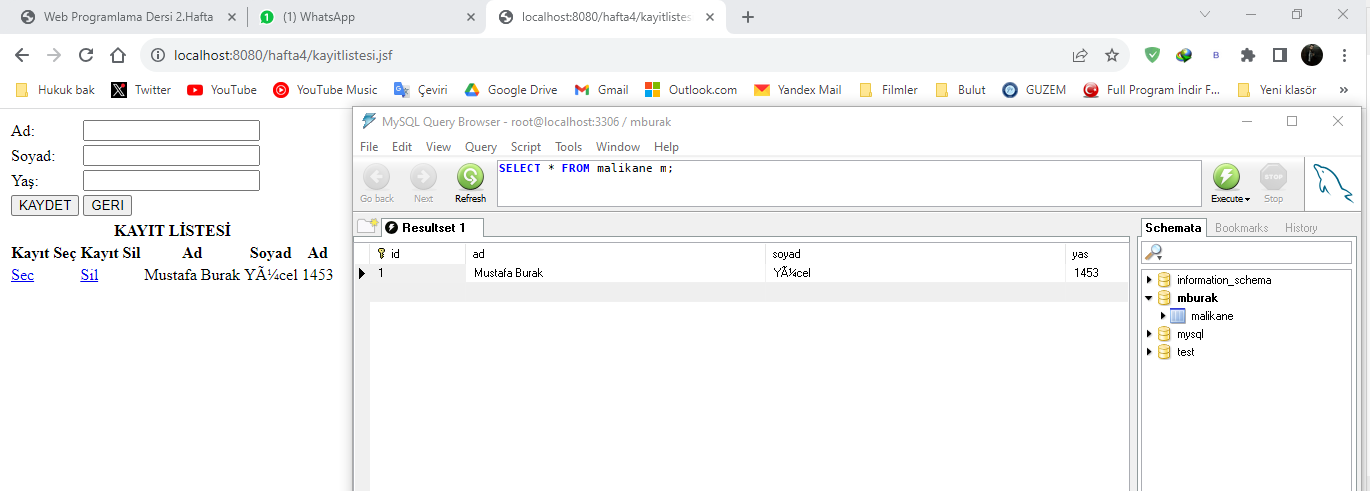 Web Programlama Dersi 2.Hafta
(1) WhatsApp
localhost:8080/hafta4/kayitlistesi
localhost:8080/hafta4/kayitlistesi.jsf
Hukuk bak
Twitter
YouTube
YouTube Music
Çeviri
Google Drive
Gmail
Outlook.com
Yandex Mail
Filmler
Bulut
GUZEM
Full Program İndir F...
Yeni klasör
»
Ad:
Soyad:
Yaş:
KAYDET GERI
KAYIT LİSTESİ
Kayıt Seç Kayıt Sil Ad Soyad Ad
Sec Sil Mustafa Burak YÃ¼cel 1453
MySQL Query Browser - root@localhost:3306 / mburak
File Edit View Query Script Tools Window Help
SELECT * FROM malikane m;
Go back Next Refresh Execute STOP Stop
Resultset 1
id ad soyad yas
1 Mustafa Burak YÃ¼cel 1453
Schemata Bookmarks History
information_schema
mburak
malikane
mysql
test